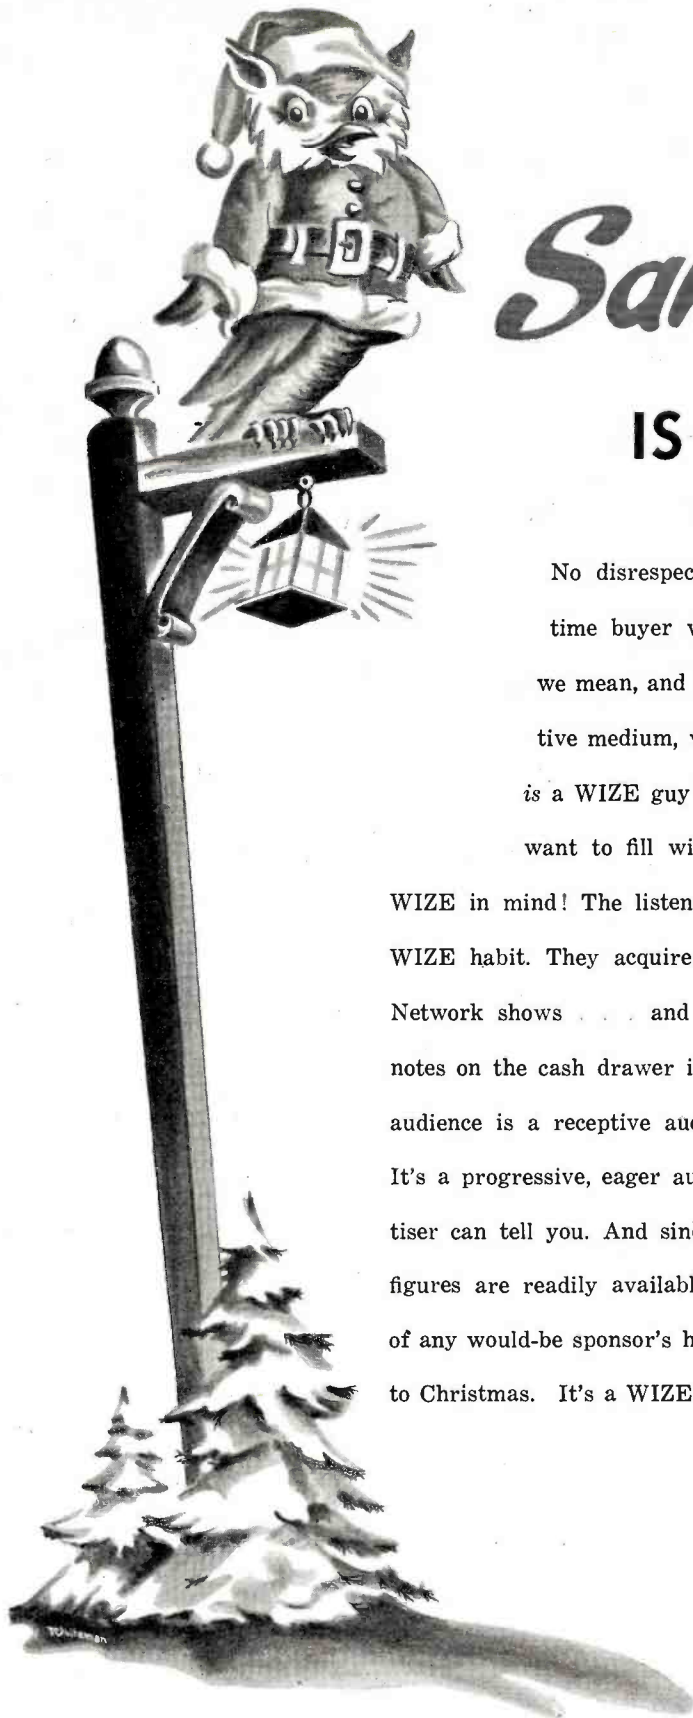 San
IS
No disrespec
time buyer v
we mean, and
tive medium, v
is a WIZE guy
want to fill wi
WIZE in mind! The listen
WIZE habit. They acquire
Network shows . . . and
notes on the cash drawer i
audience is a receptive aud
It's a progressive, eager au
tiser can tell you. And sinc
figures are readily availabl
of any would-be sponsor's h
to Christmas. It's a WIZE